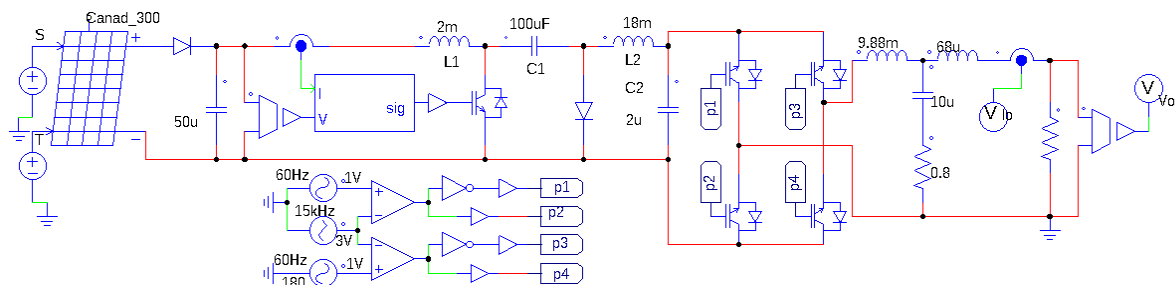 Canad_300
S
+
T
−
50u
I
V
sig
2m
L1
100uF
C1
18m
L2
C2
2u
p1
p3
p2
p4
9.88m
68u
10u
0.8
V
Ip
V
Vo
60Hz
1V
15kHz
3V
60Hz
1V
180
+
−
−
+
p1
p2
p3
p4